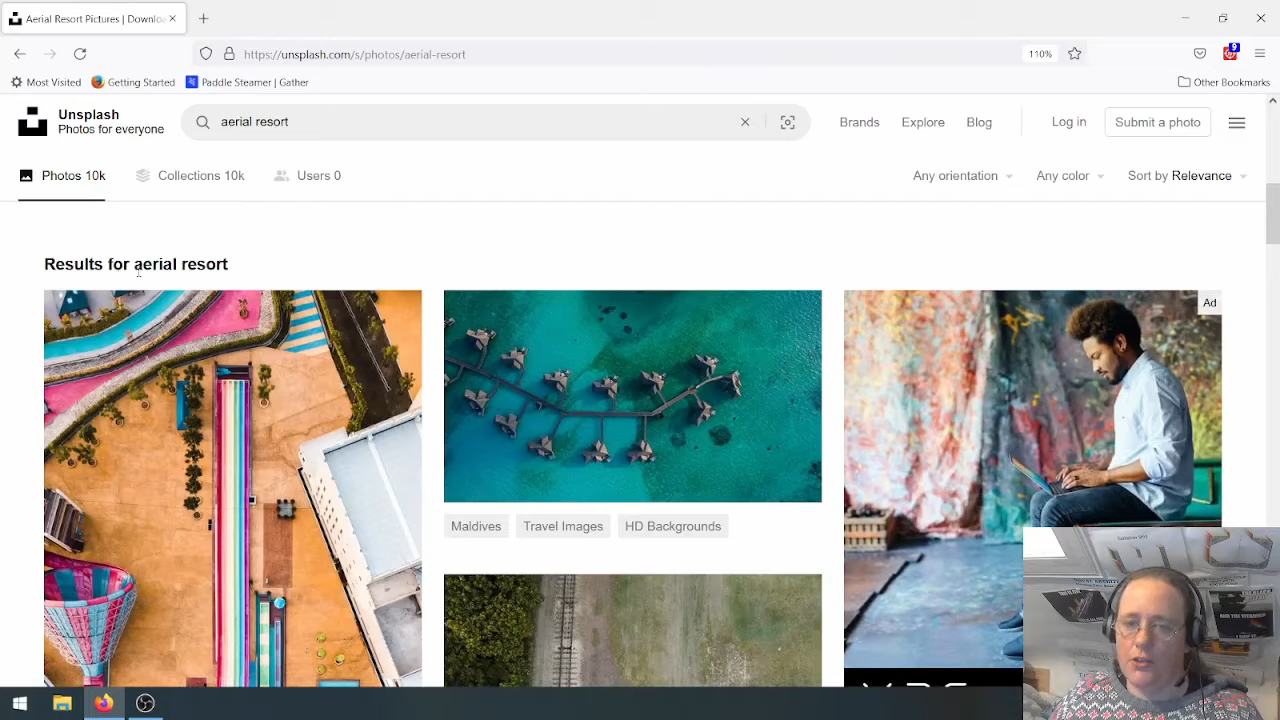 Aerial Resort Pictures | Downlo
https://unsplash.com/s/photos/aerial-resort
110%
9
Most Visited
Getting Started
Paddle Steamer | Gather
Other Bookmarks
Unsplash
Photos for everyone
aerial resort
Brands
Explore
Blog
Log in
Submit a photo
Photos 10k
Collections 10k
Users 0
Any orientation
Any color
Sort by Relevance
Results for aerial resort
Ad
Maldives
Travel Images
HD Backgrounds